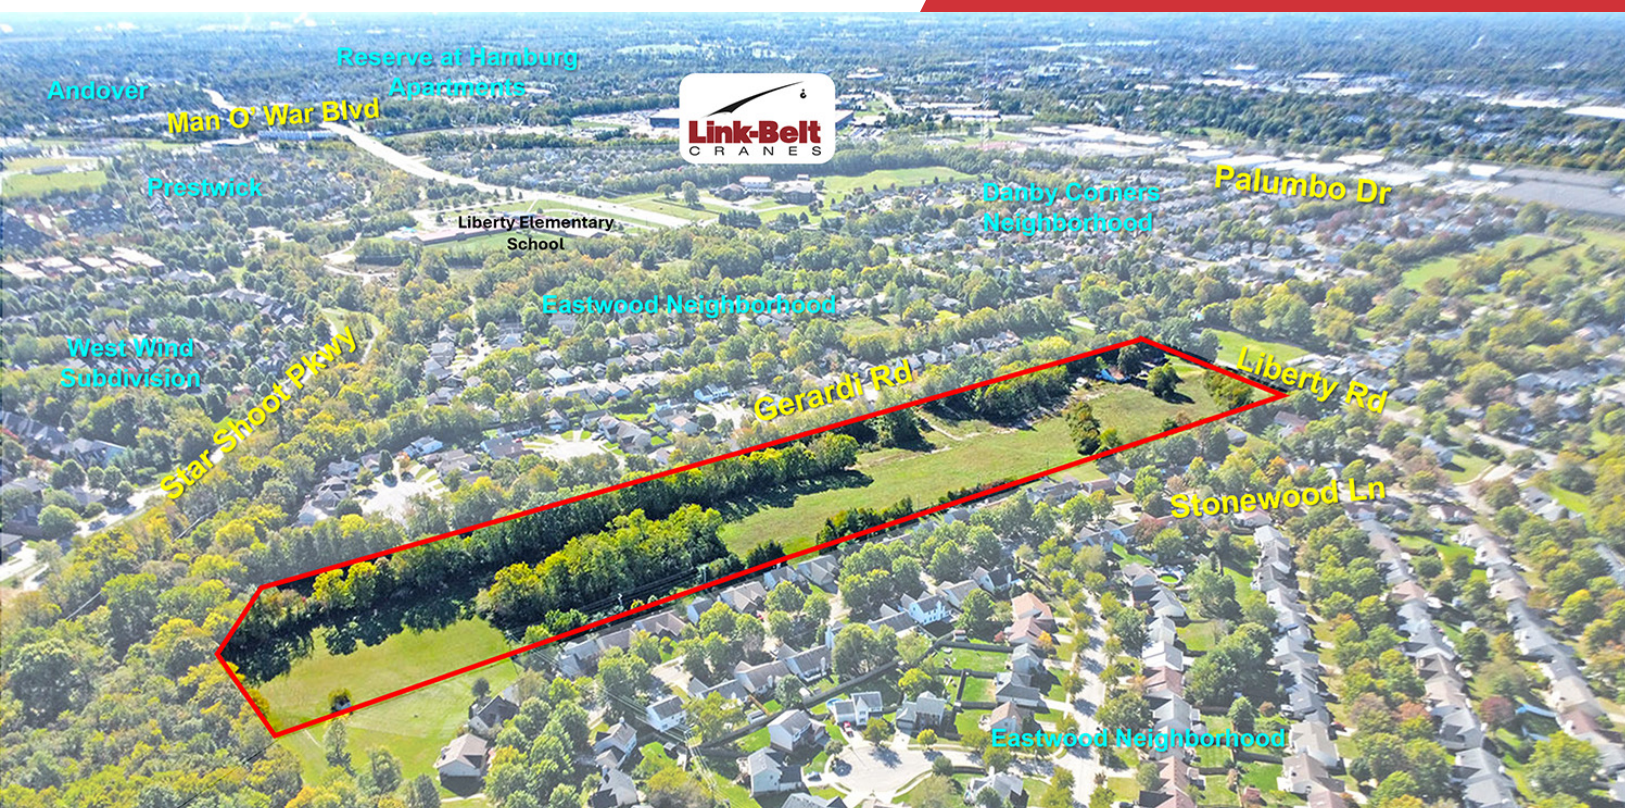 Reserve at Hamburg
Apartments
Andover
Man O' War Blvd
Link-Belt
CRANES
Prestwick
Palumbo Dr
Danby Corners
Neighborhood
Liberty Elementary
School
Eastwood Neighborhood
West Wind
Subdivision
Star Shoot Pkwy
Gerardi Rd
Liberty Rd
Stonewood Ln
Eastwood Neighborhood